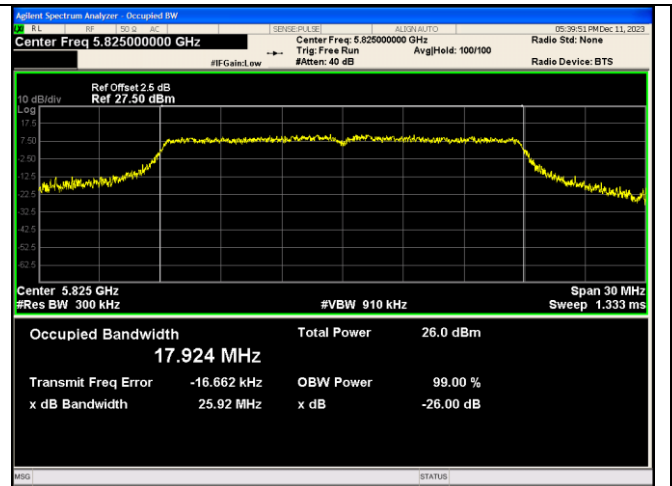 Agilent Spectrum Analyzer - Occupied BW
RL RF 50 Ω AC SENSE:PULSE ALIGNAUTO 05:39:51 PM Dec 11, 2023
Center Freq 5.825000000 GHz Center Freq: 5.825000000 GHz Radio Std: None
Trig: Free Run Avg|Hold: 100/100
#IFGain:Low #Atten: 40 dB Radio Device: BTS
Ref Offset 2.5 dB
10 dB/div Ref 27.50 dBm
Log
17.5
7.50
-2.50
-12.5
-22.5
-32.5
-42.5
-52.5
-62.5
Center 5.825 GHz Span 30 MHz
#Res BW 300 kHz #VBW 910 kHz Sweep 1.333 ms
Occupied Bandwidth Total Power 26.0 dBm
17.924 MHz
Transmit Freq Error -16.662 kHz OBW Power 99.00 %
x dB Bandwidth 25.92 MHz x dB -26.00 dB
MSG STATUS